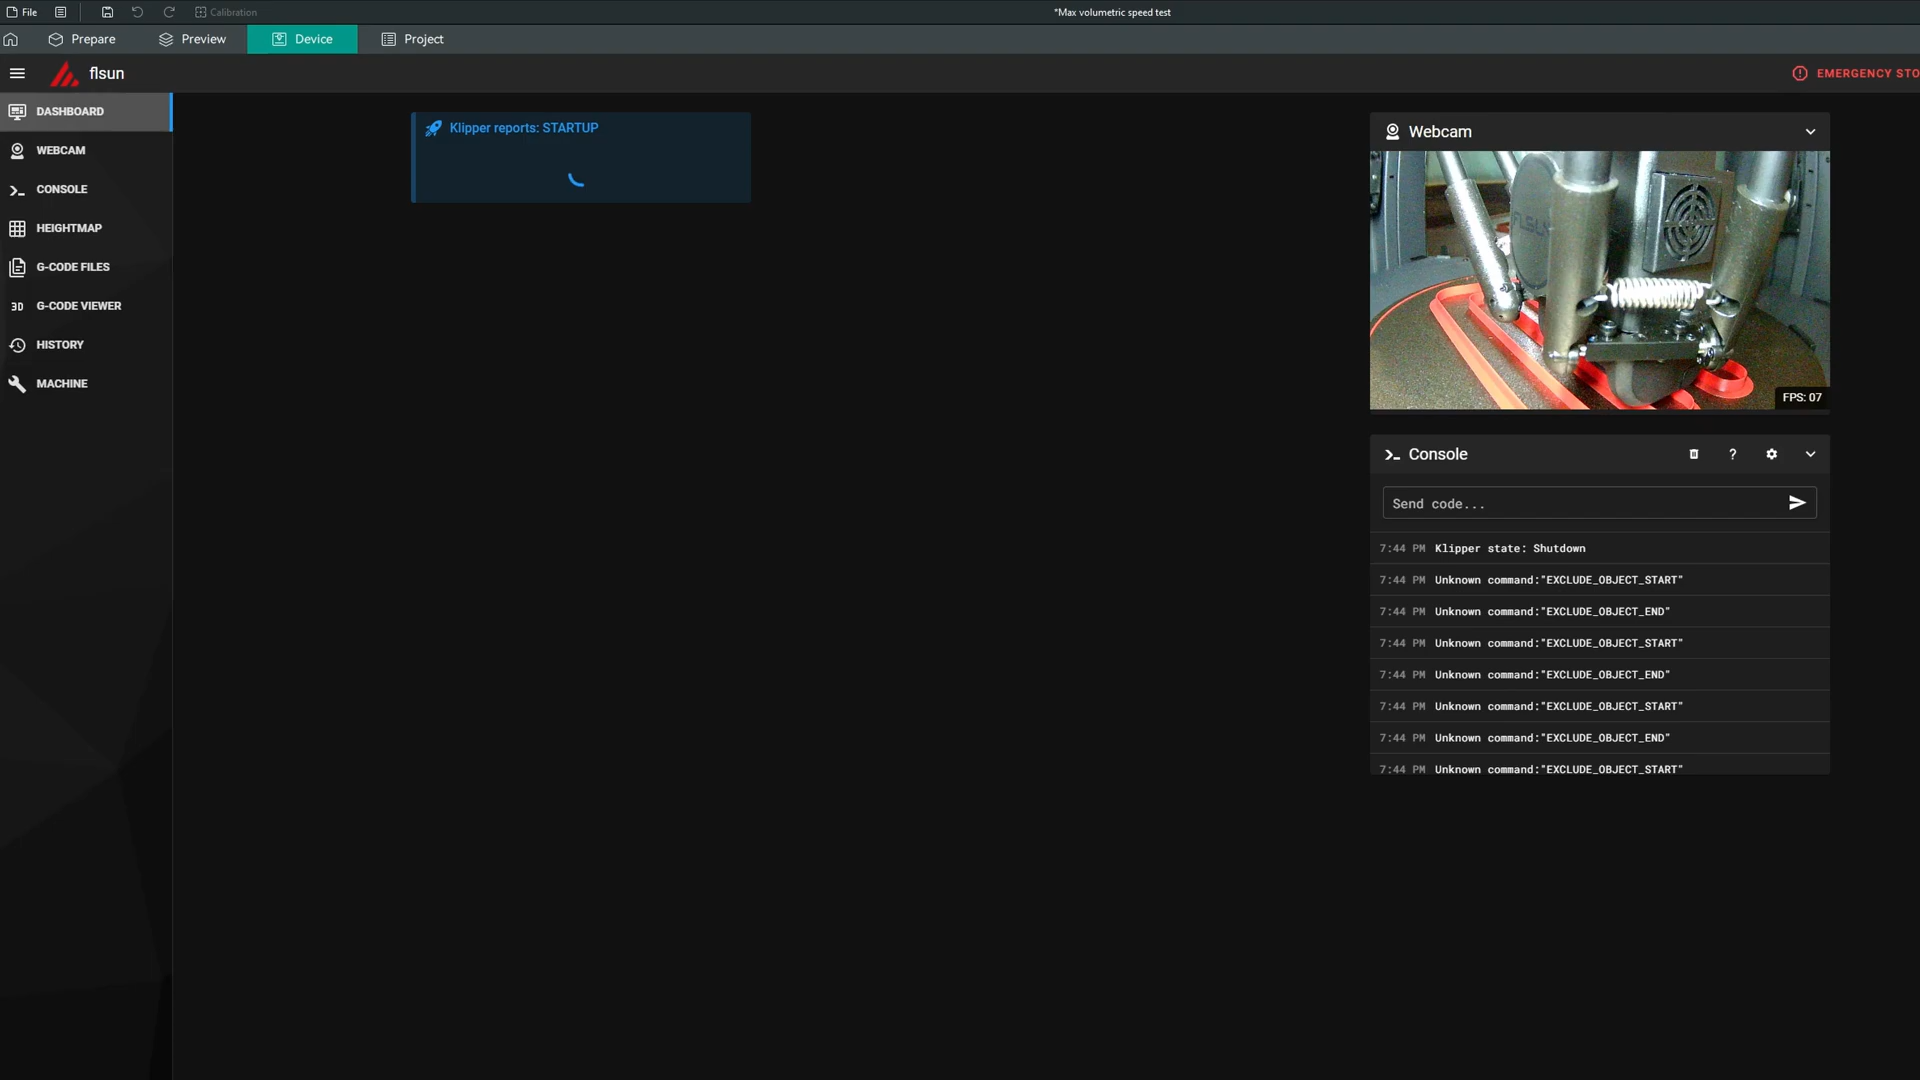 File
Calibration
*Max volumetric speed test
Prepare
Preview
Device
Project
flsun
EMERGENCY STO
DASHBOARD
WEBCAM
CONSOLE
HEIGHTMAP
G-CODE FILES
3D G-CODE VIEWER
HISTORY
MACHINE
Klipper reports: STARTUP
Webcam
FPS: 07
Console
?
Send code...
7:44 PM Klipper state: Shutdown
7:44 PM Unknown command:"EXCLUDE_OBJECT_START"
7:44 PM Unknown command:"EXCLUDE_OBJECT_END"
7:44 PM Unknown command:"EXCLUDE_OBJECT_START"
7:44 PM Unknown command:"EXCLUDE_OBJECT_END"
7:44 PM Unknown command:"EXCLUDE_OBJECT_START"
7:44 PM Unknown command:"EXCLUDE_OBJECT_END"
7:44 PM Unknown command:"EXCLUDE_OBJECT_START"